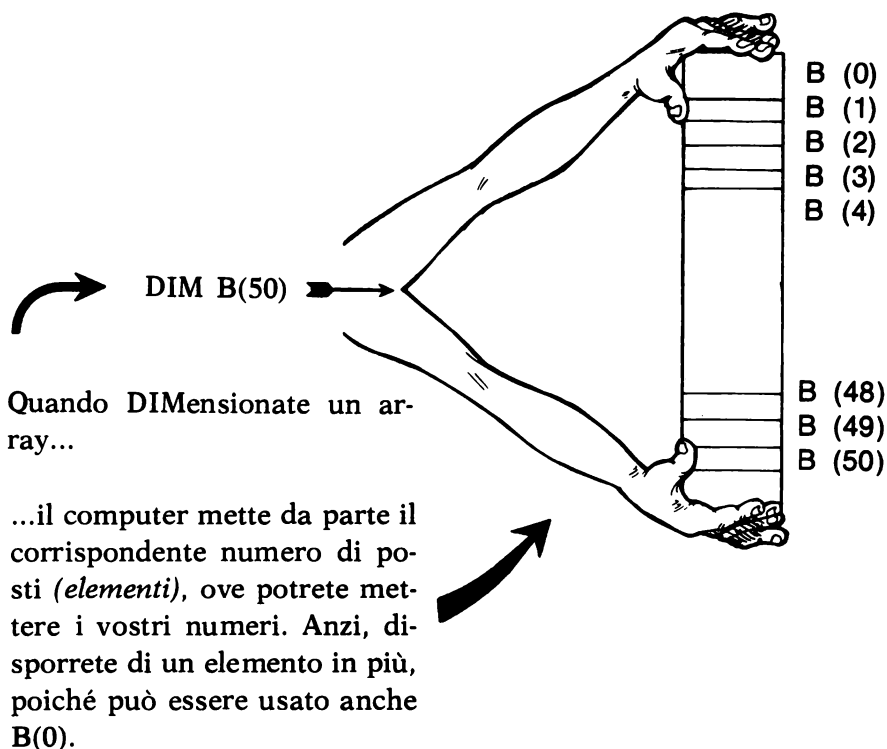 B (0)
B (1)
B (2)
B (3)
B (4)
DIM B(50)
B (48)
B (49)
B (50)
Quando DIMensionate un ar-
ray...
...il computer mette da parte il
corrispondente numero di po-
sti (elementi), ove potrete met-
tere i vostri numeri. Anzi, di-
sporrete di un elemento in più,
poiché può essere usato anche
B(0).